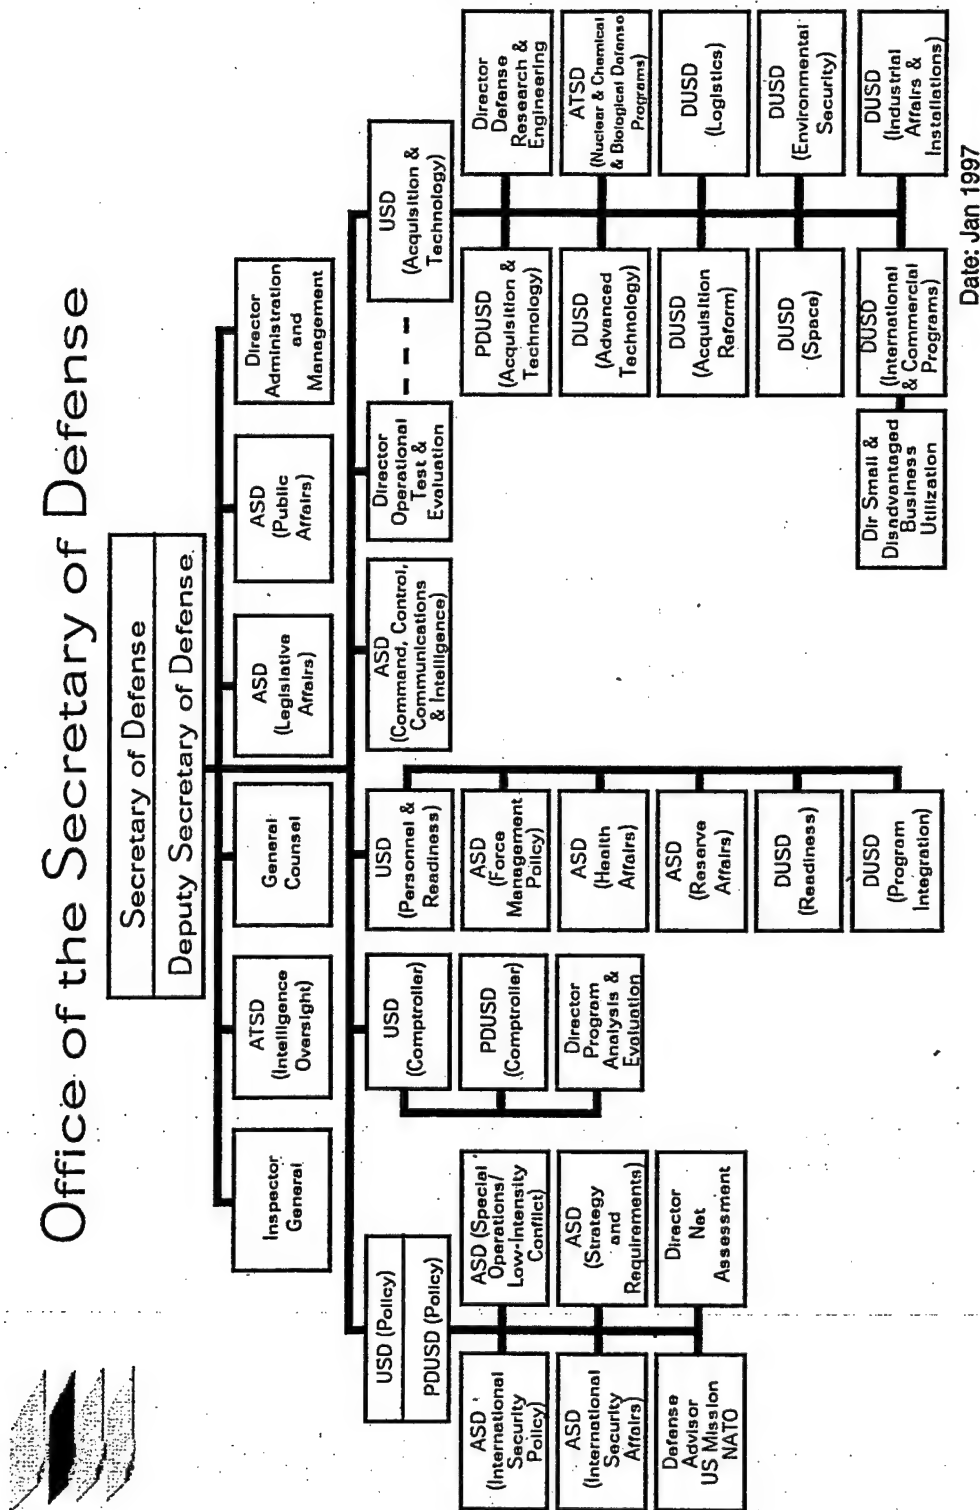 Office of the Secretary of Defense
Secretary of Defense
Deputy Secretary of Defense
Inspector
General
ATSD
(Intelligence
Oversight)
General
Counsel
ASD
(Legislative
Affairs)
ASD
(Public
Affairs)
Director
Administration
and
Management
USD (Policy)
PDUSD (Policy)
ASD
(International
Security
Policy)
ASD (Special
Operations/
Low-Intensity
Conflict)
ASD
(International
Security
Affairs)
ASD
(Strategy
and
Requirements)
Defense
Advisor
US Mission
NATO
Director
Net
Assessment
USD
(Comptroller)
PDUSD
(Comptroller)
Director
Program
Analysis &
Evaluation
USD
(Personnel &
Readiness)
ASD
(Force
Management
Policy)
ASD
(Health
Affairs)
ASD
(Reserve
Affairs)
DUSD
(Readiness)
DUSD
(Program
Integration)
ASD
(Command, Control,
Communications
& Intelligence)
Director
Operational
Test &
Evaluation
USD
(Acquisition &
Technology)
PDUSD
(Acquisition &
Technology)
Director
Defense
Research &
Engineering
DUSD
(Advanced
Technology)
ATSD
(Nuclear & Chemical
& Biological Defense
Programs)
DUSD
(Acquisition
Reform)
DUSD
(Logistics)
DUSD
(Space)
DUSD
(Environmental
Security)
DUSD
(International
& Commercial
Programs)
DUSD
(Industrial
Affairs &
Installations)
Dir Small &
Disadvantaged
Business
Utilization
Date: Jan 1997